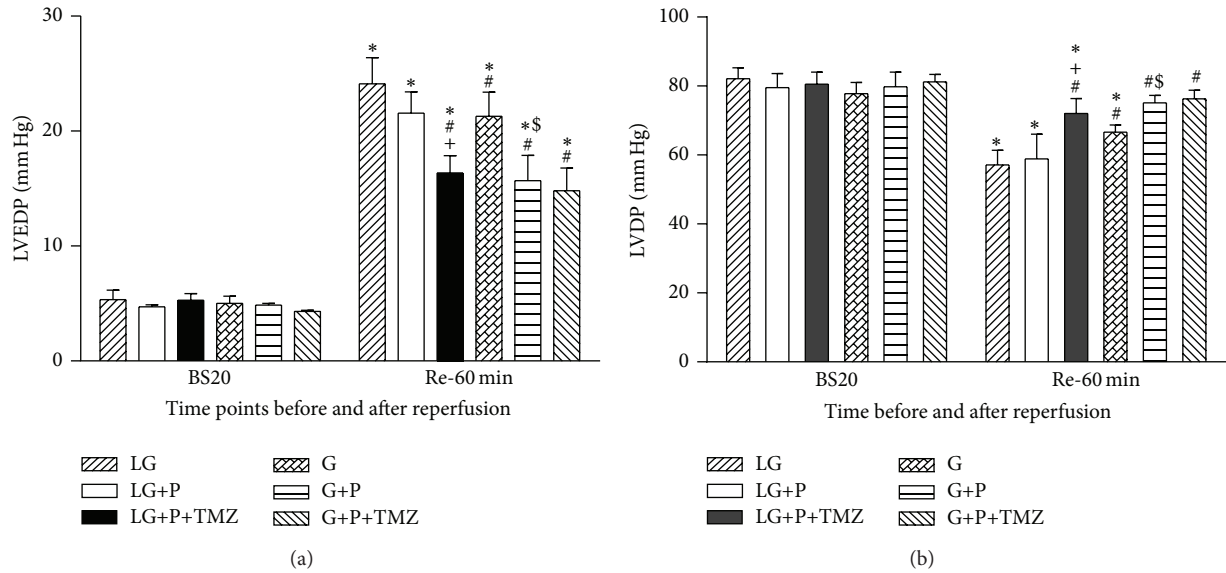 30
20
10
0
LVEDP (mm Hg)
*
*
*
#
+
*
#
*$
#
*
#
BS20
Re-60 min
Time points before and after reperfusion
LG
G
LG+P
G+P
LG+P+TMZ
G+P+TMZ
(a)
100
80
60
40
20
0
LVDP (mm Hg)
*
*
*
+
#
*
#
#$
#
BS20
Re-60 min
Time before and after reperfusion
LG
G
LG+P
G+P
LG+P+TMZ
G+P+TMZ
(b)